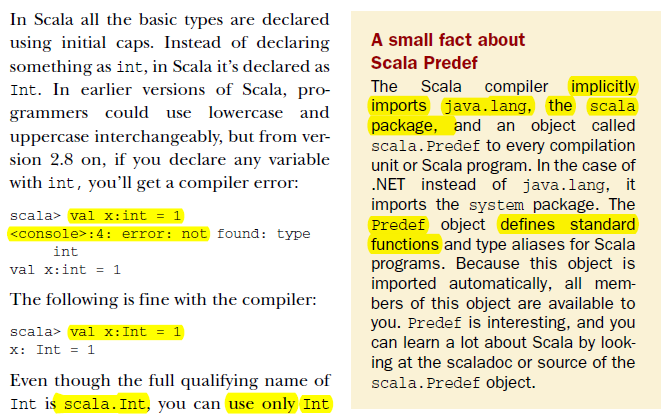 In Scala all the basic types are declared
using initial caps. Instead of declaring
something as int, in Scala it's declared as
Int. In earlier versions of Scala, pro-
grammers could use lowercase and
uppercase interchangeably, but from ver-
sion 2.8 on, if you declare any variable
with int, you'll get a compiler error:
scala> val x:int = 1
<console>:4: error: not found: type
int
val x:int = 1
The following is fine with the compiler:
scala> val x:Int = 1
x: Int = 1
Even though the full qualifying name of
Int is scala.Int, you can use only Int
A small fact about
Scala Predef
The Scala compiler implicitly
imports java.lang, the scala
package, and an object called
scala.Predef to every compilation
unit or Scala program. In the case of
.NET instead of java.lang, it
imports the system package. The
Predef object defines standard
functions and type aliases for Scala
programs. Because this object is
imported automatically, all mem-
bers of this object are available to
you. Predef is interesting, and you
can learn a lot about Scala by look-
ing at the scaladoc or source of the
scala.Predef object.